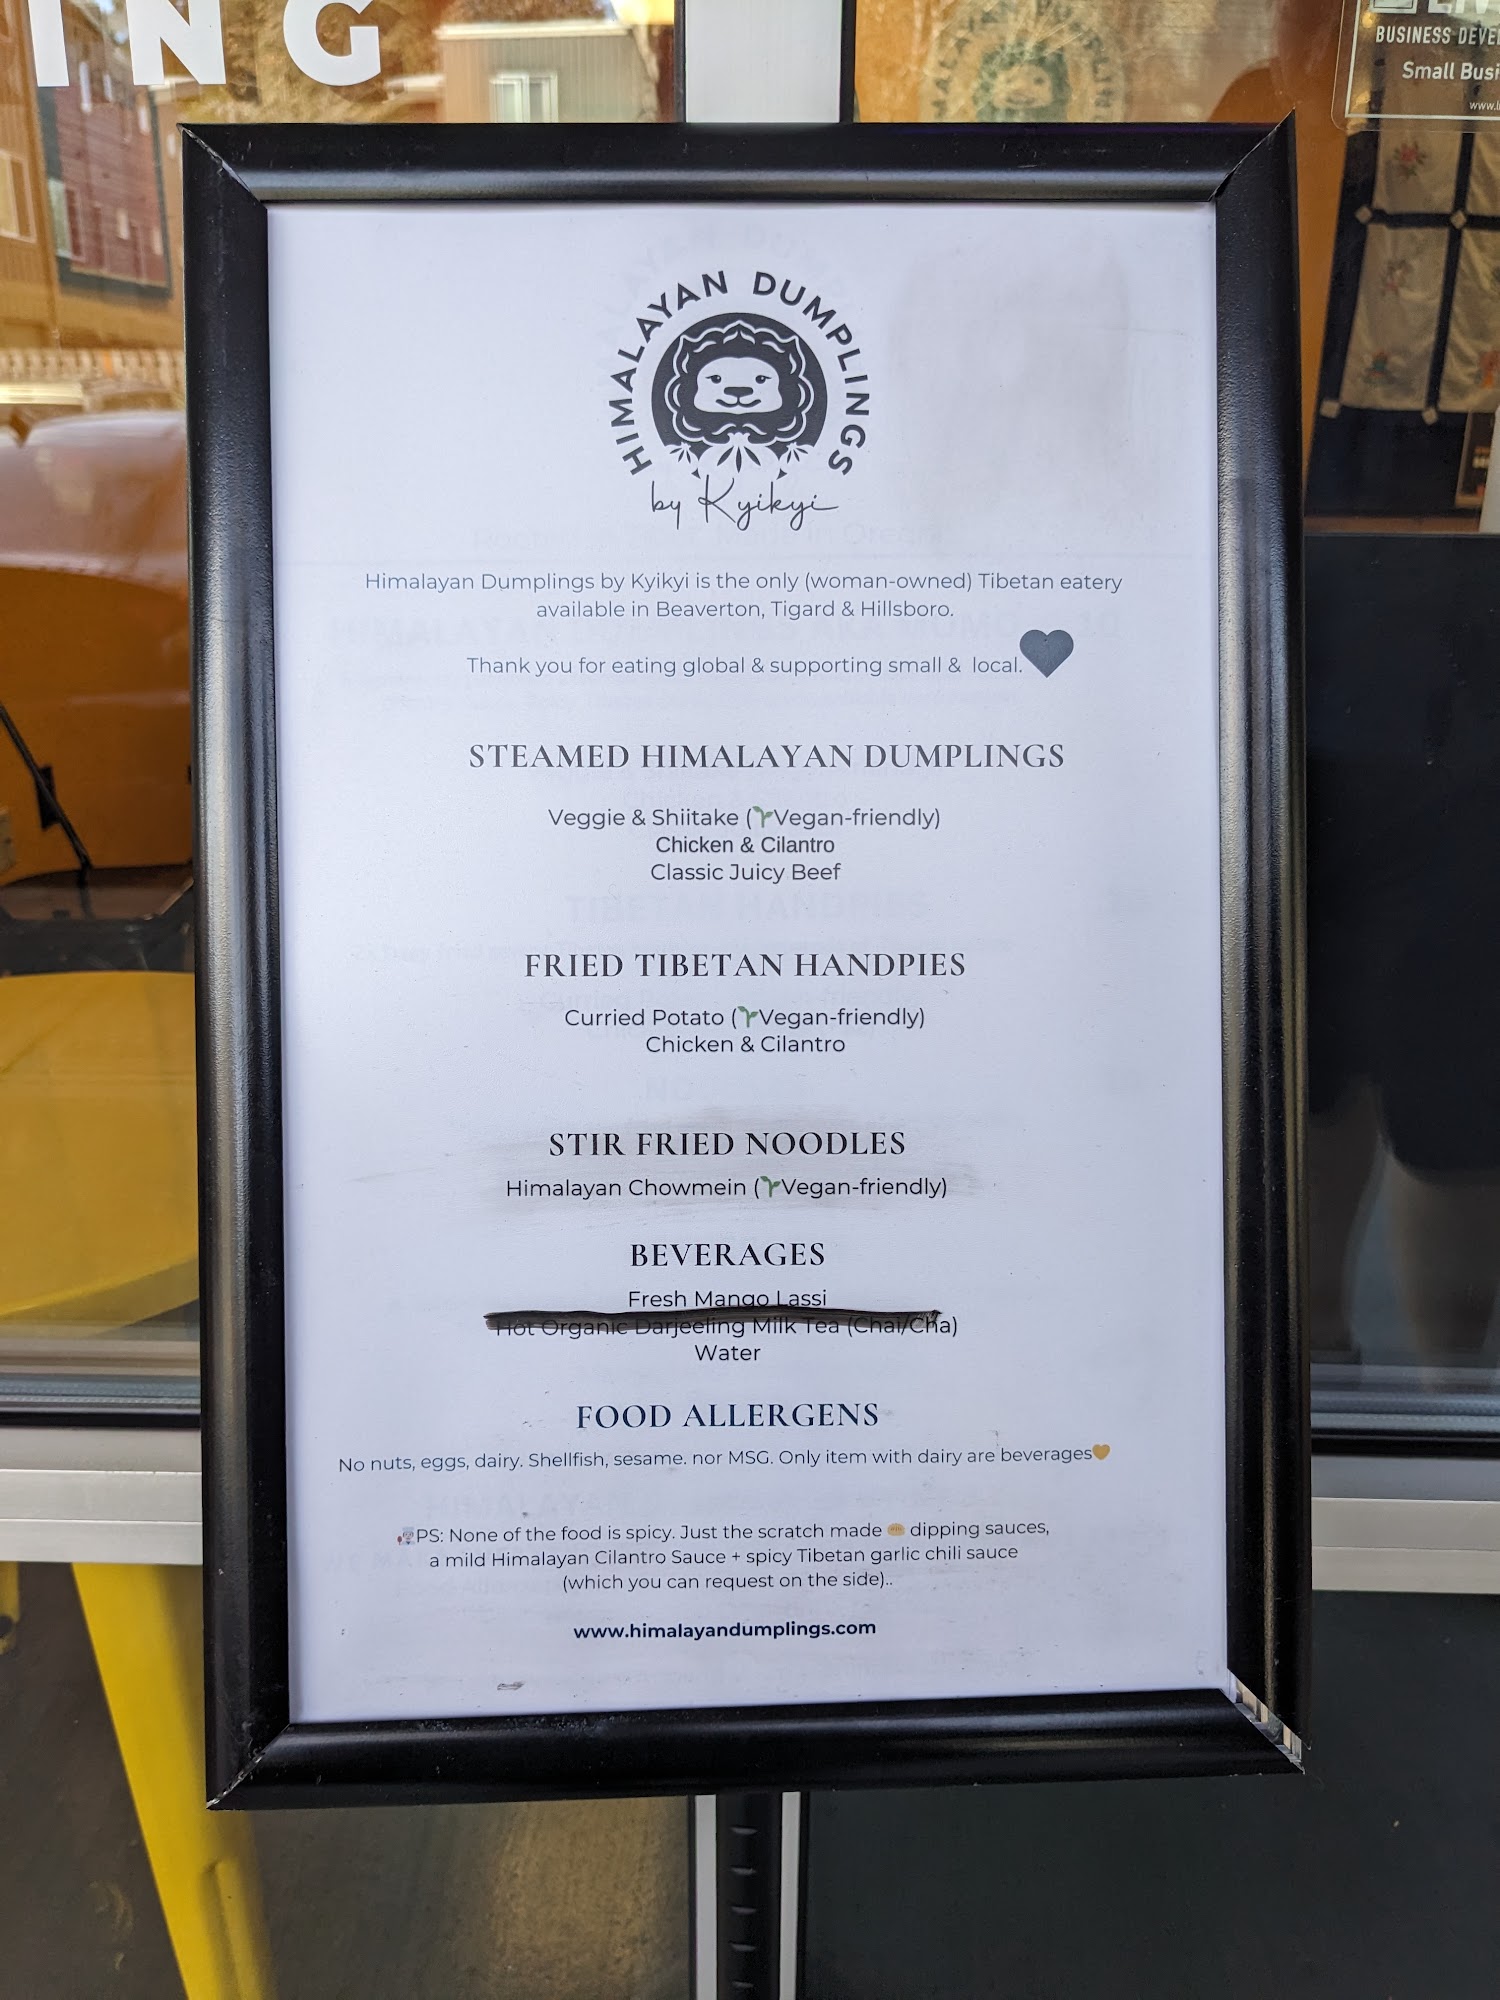 ING
BUSINESS
Small
HIMALAYAN DUMPLINGS
by Kyikyi
Himalayan Dumplings by Kyikyi is the only (woman-owned) Tibetan eatery
available in Beaverton, Tigard & Hillsboro.
Thank you for eating global & supporting small & local.
STEAMED HIMALAYAN DUMPLINGS
Veggie & Shiitake (Vegan-friendly)
Chicken & Cilantro
Classic Juicy Beef
FRIED TIBETAN HANDPIES
Curried Potato (Vegan-friendly)
Chicken & Cilantro
STIR FRIED NOODLES
Himalayan Chowmein (Vegan-friendly)
BEVERAGES
Fresh Mango Lassi
Hot Organic Darjeeling Milk Tea (Chai/Cha)
Water
FOOD ALLERGENS
No nuts, eggs, dairy. Shellfish, sesame. nor MSG. Only item with dairy are beverages
PS: None of the food is spicy. Just the scratch made dipping sauces,
a mild Himalayan Cilantro Sauce + spicy Tibetan garlic chili sauce
(which you can request on the side)..
www.himalayandumplings.com